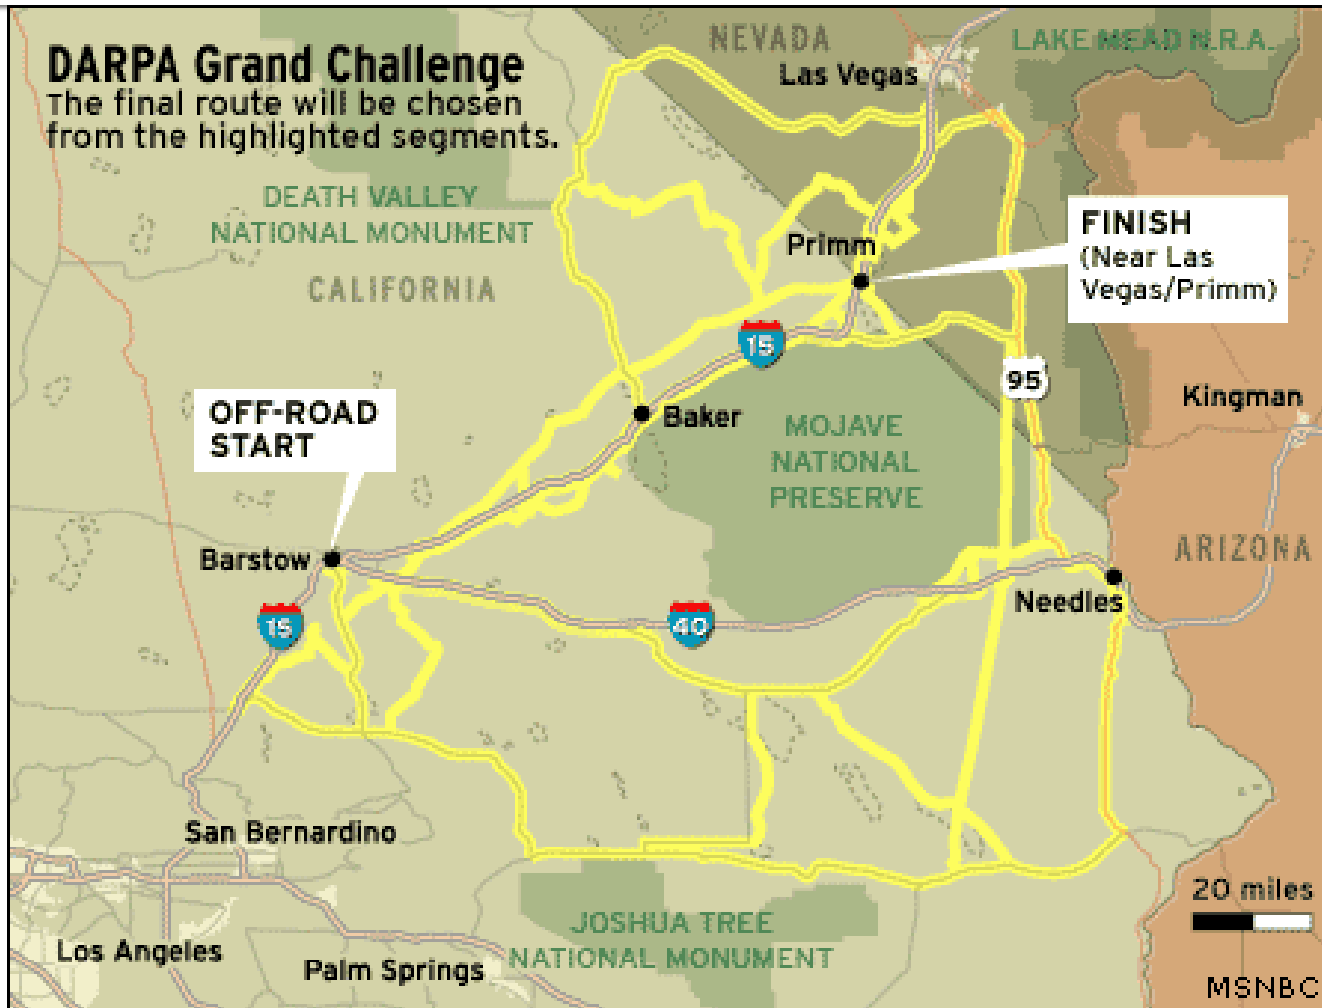 DARPA Grand Challenge
The final route will be chosen
from the highlighted segments.
NEVADA
LAKE MEAD N.R.A.
Las Vegas
DEATH VALLEY
NATIONAL MONUMENT
CALIFORNIA
Primm
FINISH
(Near Las
Vegas/Primm)
15
95
Kingman
OFF-ROAD
START
Baker
MOJAVE
NATIONAL
PRESERVE
ARIZONA
Barstow
Needles
15
40
San Bernardino
20 miles
Los Angeles
Palm Springs
JOSHUA TREE
NATIONAL MONUMENT
MSNBC